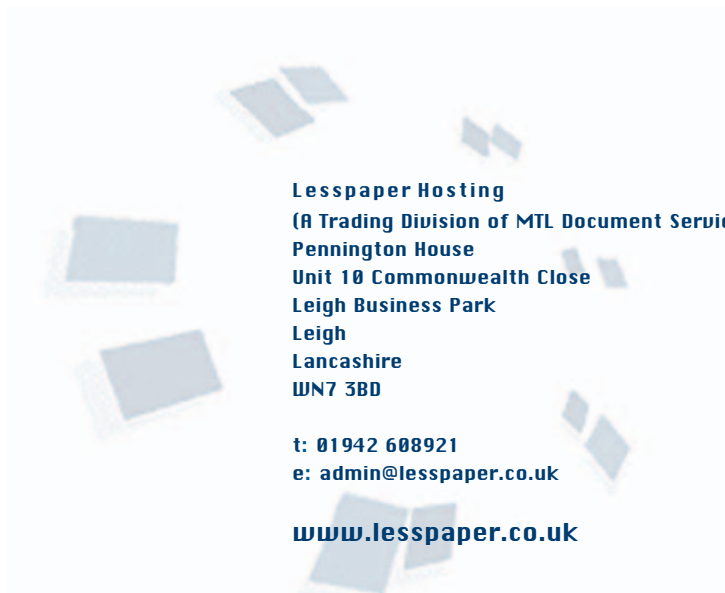 Lesspaper Hosting
(A Trading Division of MTL Document
Pennington House
Unit 10 Commonwealth Close
Leigh Business Park
Leigh
Lancashire
WN7 3BD
t: 01942 608921
e: admin@lesspaper.co.uk
www.lesspaper.co.uk